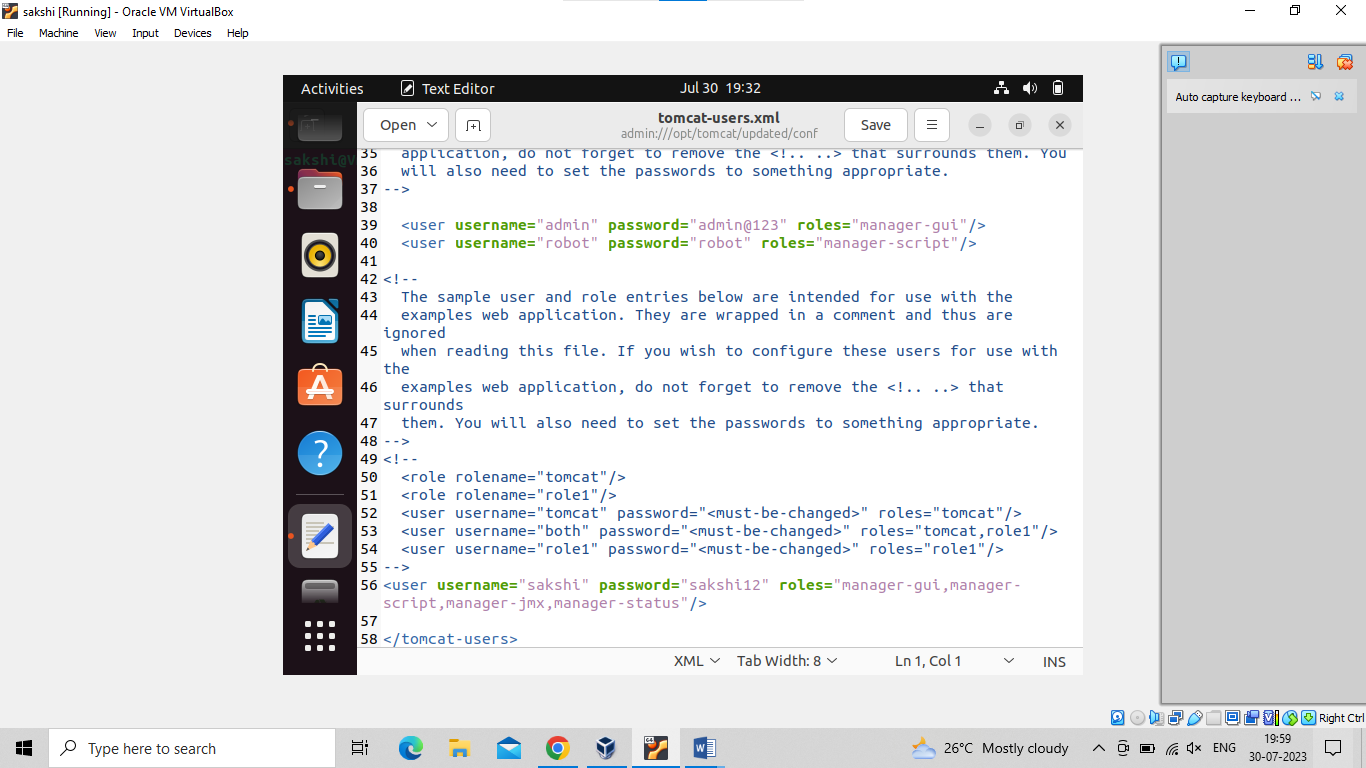 sakshi [Running] - Oracle VM VirtualBox
File Machine View Input Devices Help
Activities Text Editor Jul 30 19:32
Open tomcat-users.xml Save
admin:///opt/tomcat/updated/conf
Auto capture keyboard ...
sakshi@V
35 application, do not forget to remove the <!.. ..> that surrounds them. You
36 will also need to set the passwords to something appropriate.
37 -->
38
39 <user username="admin" password="admin@123" roles="manager-gui"/>
40 <user username="robot" password="robot" roles="manager-script"/>
41
42 <!--
43 The sample user and role entries below are intended for use with the
44 examples web application. They are wrapped in a comment and thus are
ignored
45 when reading this file. If you wish to configure these users for use with
the
46 examples web application, do not forget to remove the <!.. ..> that
surrounds
47 them. You will also need to set the passwords to something appropriate.
48 -->
49 <!--
50 <role rolename="tomcat"/>
51 <role rolename="role1"/>
52 <user username="tomcat" password="<must-be-changed>" roles="tomcat"/>
53 <user username="both" password="<must-be-changed>" roles="tomcat,role1"/>
54 <user username="role1" password="<must-be-changed>" roles="role1"/>
55 -->
56 <user username="sakshi" password="sakshi12" roles="manager-gui,manager-
script,manager-jmx,manager-status"/>
57
58 </tomcat-users>
XML Tab Width: 8 Ln 1, Col 1 INS
Right Ctrl
Type here to search 64 26°C Mostly cloudy ENG 19:59
30-07-2023